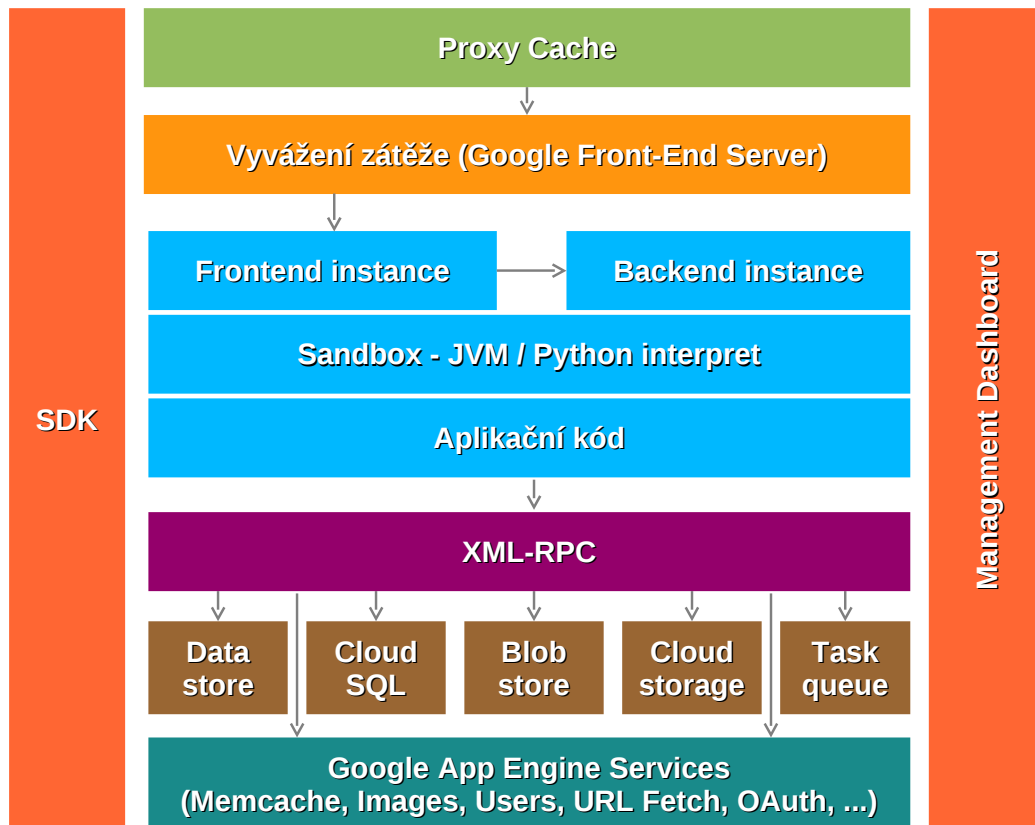 Proxy Cache
Vyvážení zátěže (Google Front-End Server)
Frontend instance
Backend instance
Sandbox - JVM / Python interpret
SDK
Aplikační kód
Management Dashboard
XML-RPC
Data
store
Cloud
SQL
Blob
store
Cloud
storage
Task
queue
Google App Engine Services
(Memcache, Images, Users, URL Fetch, OAuth, ...)